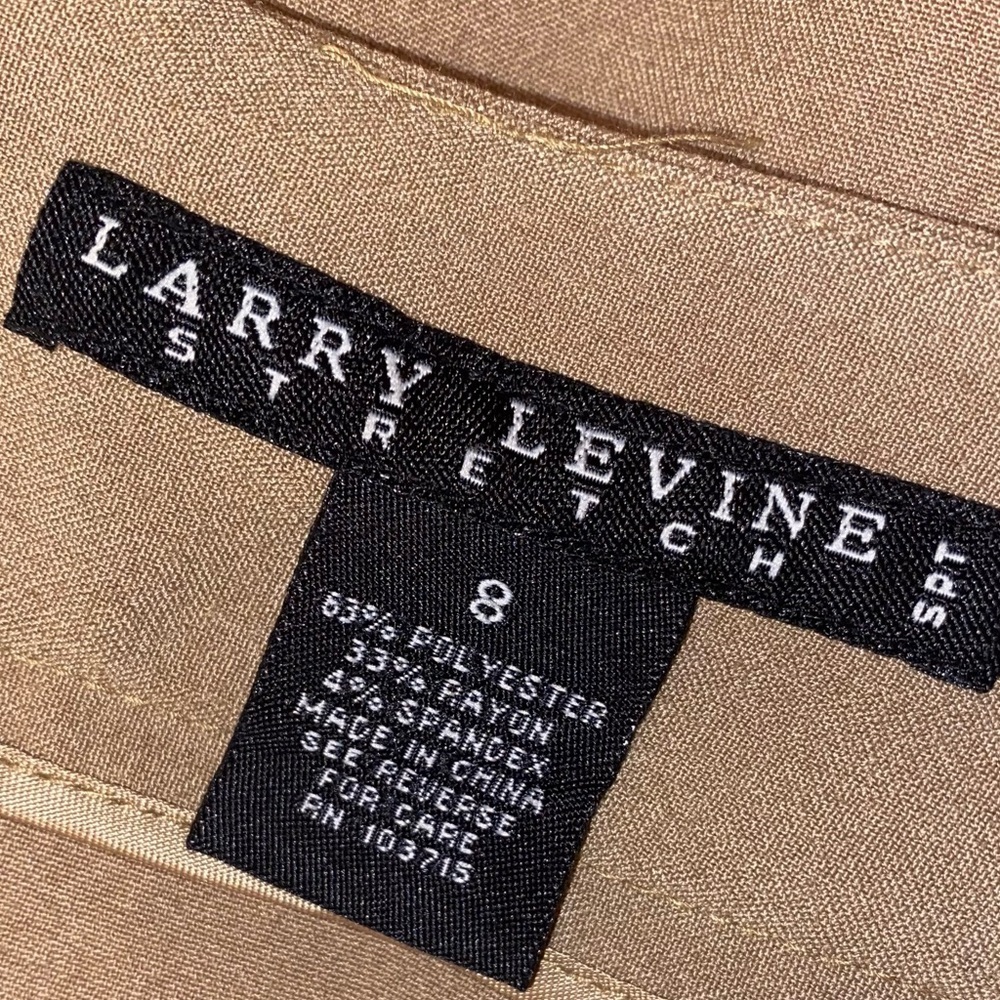 LARRY LEVINE
STRETCH
SPT
8
63% POLYESTER
33% RAYON
4% SPANDEX
MADE IN CHINA
SEE REVERSE
FOR CARE
RN 103715